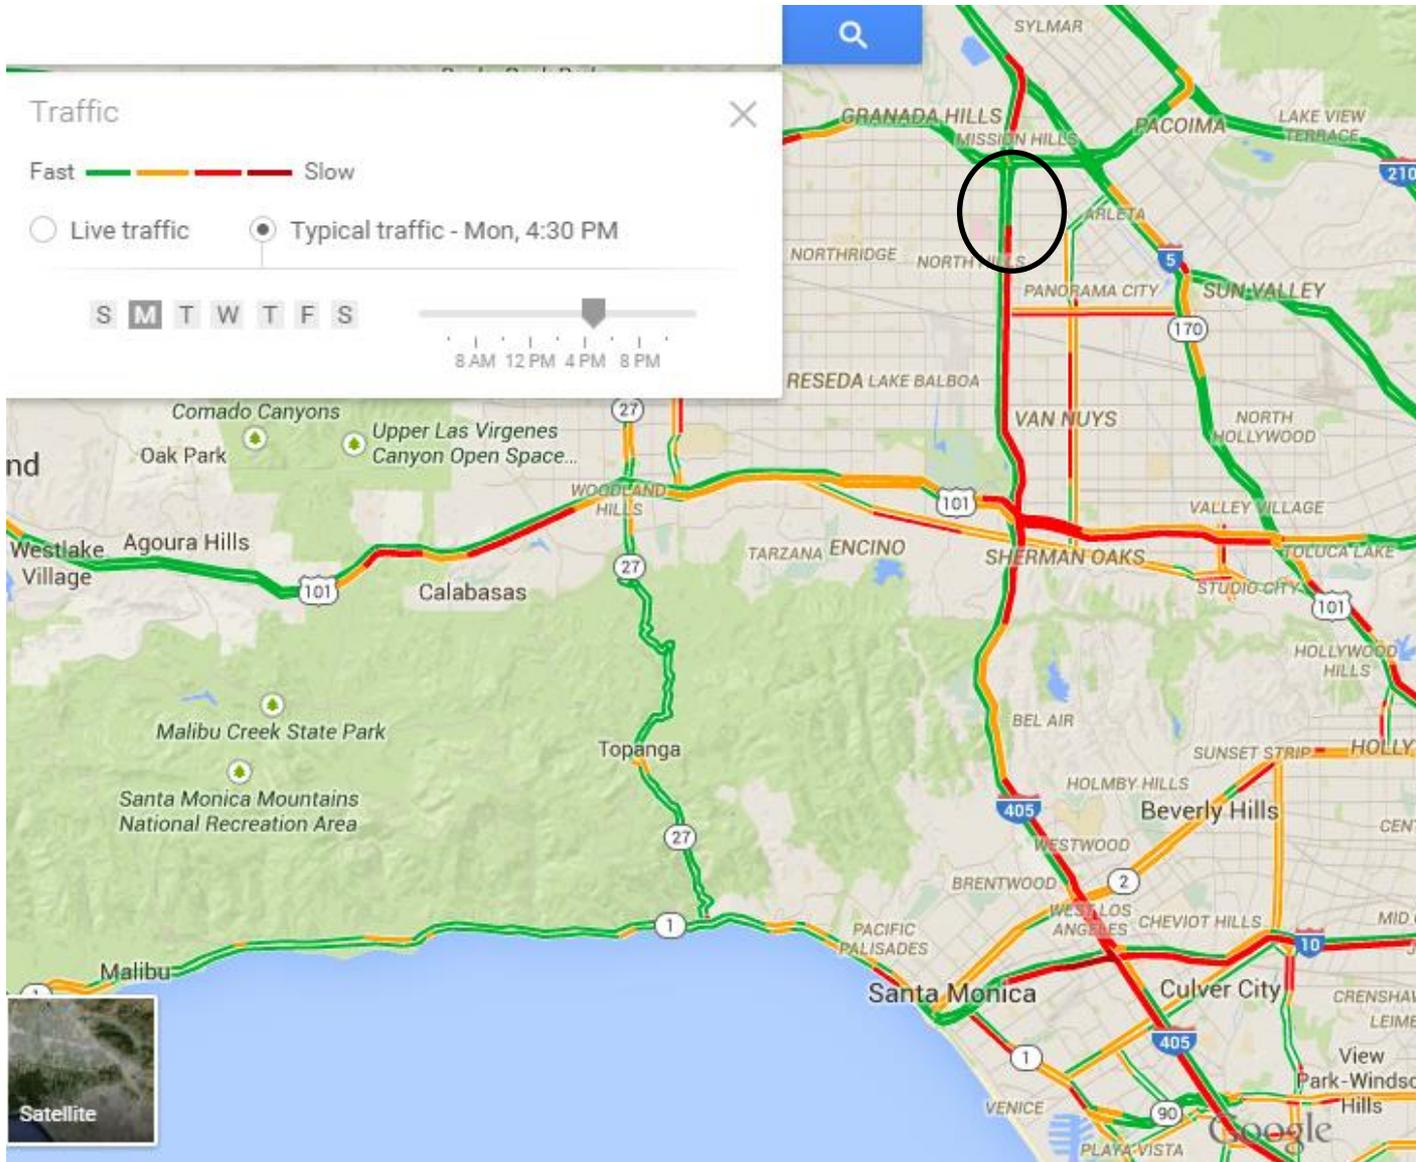 SYLMAR
Traffic
GRANADA HILLS
MISSION HILLS
PACOIMA
LAKE VIEW
TERRACE
Fast
Slow
210
Live traffic
Typical traffic - Mon, 4:30 PM
ARLETA
NORTHRIDGE
NORTH HILLS
5
PANORAMA CITY
SUN VALLEY
S M T W T F S
170
8 AM 12 PM 4 PM 8 PM
RESEDA
LAKE BALBOA
Comado Canyons
27
VAN NUYS
NORTH
HOLLYWOOD
Oak Park
Upper Las Virgenes
Canyon Open Space...
nd
WOODLAND
HILLS
101
VALLEY VILLAGE
Westlake
Village
Agoura Hills
TARZANA
ENCINO
SHERMAN OAKS
TOLUCA LAKE
27
101
Calabasas
STUDIO CITY
101
HOLLYWOOD
HILLS
Malibu Creek State Park
BEL AIR
Topanga
SUNSET STRIP
HOLLY
Santa Monica Mountains
National Recreation Area
HOLMBY HILLS
405
Beverly Hills
27
CEN
WESTWOOD
BRENTWOOD
2
WEST LOS
ANGELES
CHEVIOT HILLS
MID
1
PACIFIC
PALISADES
10
Malibu
1
Santa Monica
Culver City
CRENSHAW
LEIME
405
1
View
Park-Windso
Hills
Satellite
VENICE
90
Google
PLAYA VISTA